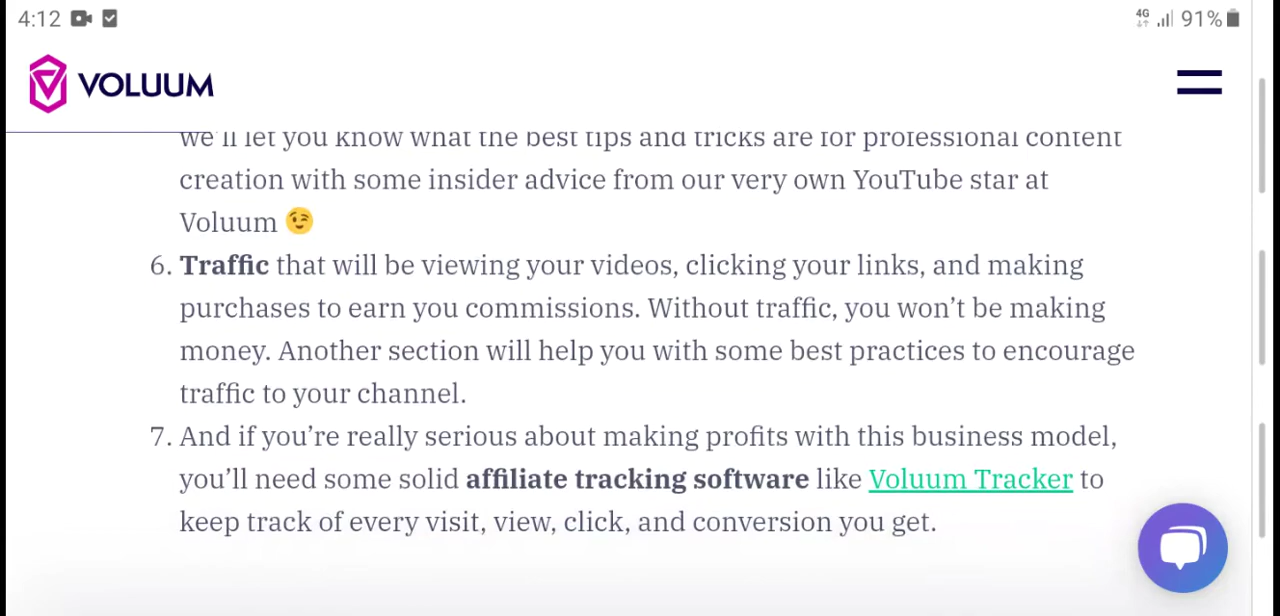 4:12
4G
91%
VOLUUM
we'll let you know what the best tips and tricks are for professional content
creation with some insider advice from our very own YouTube star at
Voluum 😉
6. Traffic that will be viewing your videos, clicking your links, and making
purchases to earn you commissions. Without traffic, you won’t be making
money. Another section will help you with some best practices to encourage
traffic to your channel.
7. And if you’re really serious about making profits with this business model,
you’ll need some solid affiliate tracking software like Voluum Tracker to
keep track of every visit, view, click, and conversion you get.